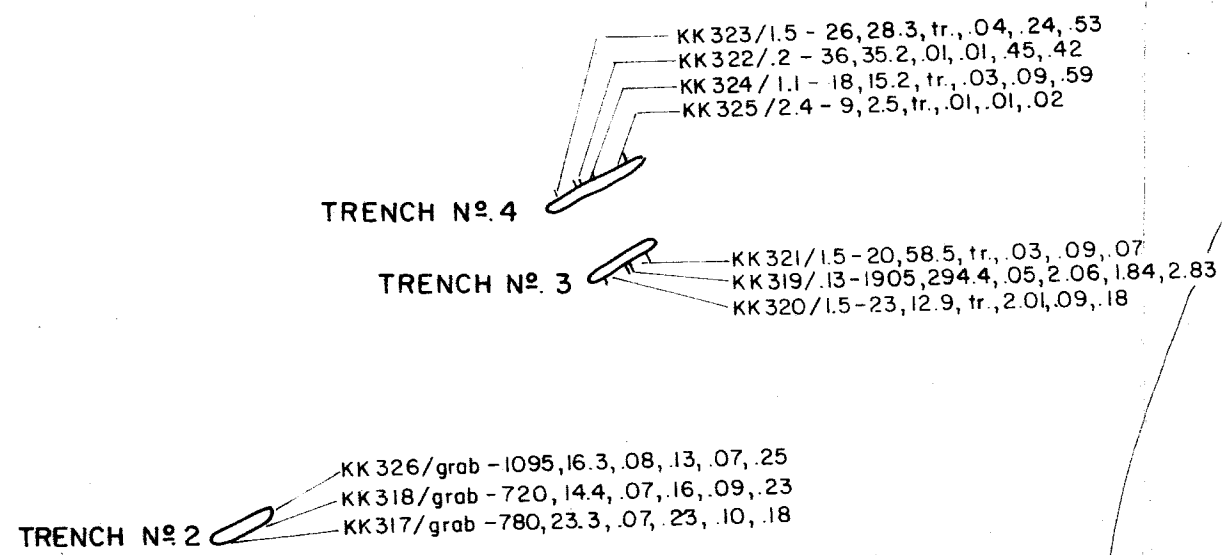 KK323/1.5 - 26, 28.3, tr., .04, .24, .53
KK322/.2 - 36, 35.2, .01, .01, .45, .42
KK324/1.1 - 18, 15.2, tr., .03, .09, .59
KK325/2.4 - 9, 2.5, tr., .01, .01, .02
TRENCH Nº. 4
KK321/1.5 - 20, 58.5, tr., .03, .09, .07
TRENCH Nº. 3
KK319/.13 - 1905, 294.4, .05, 2.06, 1.84, 2.83
KK320/1.5 - 23, 12.9, tr., 2.01, .09, .18
KK326/grab - 1095, 16.3, .08, .13, .07, .25
KK318/grab - 720, 14.4, .07, .16, .09, .23
KK317/grab - 780, 23.3, .07, .23, .10, .18
TRENCH Nº 2